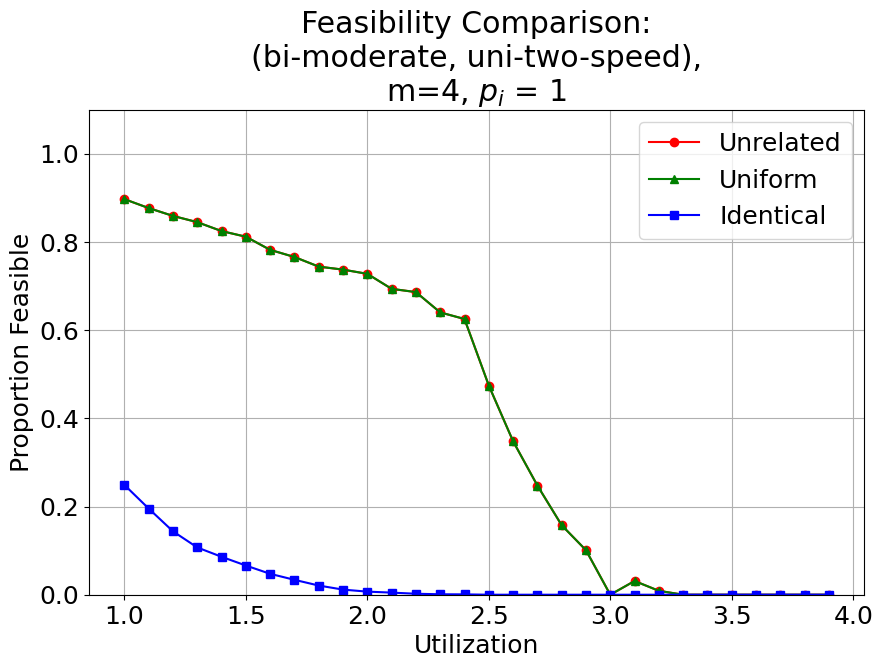 Feasibility Comparison:
(bi-moderate, uni-two-speed),
m=4, $p_i$ = 1
Unrelated
Uniform
Identical
Proportion Feasible
1.0
0.8
0.6
0.4
0.2
0.0
1.0 1.5 2.0 2.5 3.0 3.5 4.0
Utilization